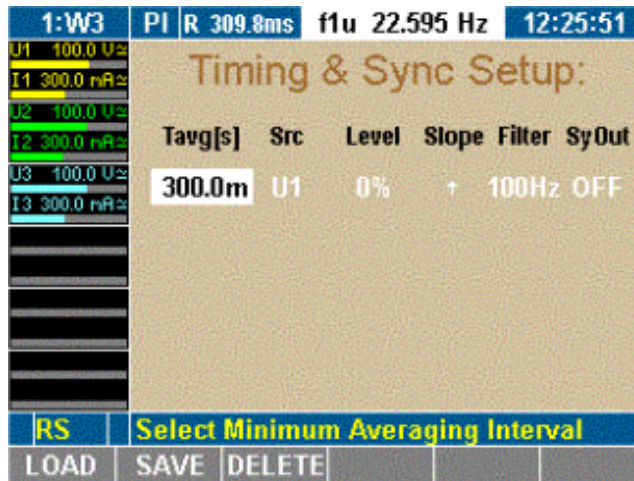 1:W3 PI R 309.8ms f1u 22.595 Hz 12:25:51
U1 100.0 U≃
I1 300.0 mA≃
Timing & Sync Setup:
U2 100.0 U≃
I2 300.0 mA≃
Tavg[s] Src Level Slope Filter SyOut
U3 100.0 U≃
I3 300.0 mA≃
300.0m U1 0% ↑ 100Hz OFF
RS Select Minimum Averaging Interval
LOAD SAVE DELETE